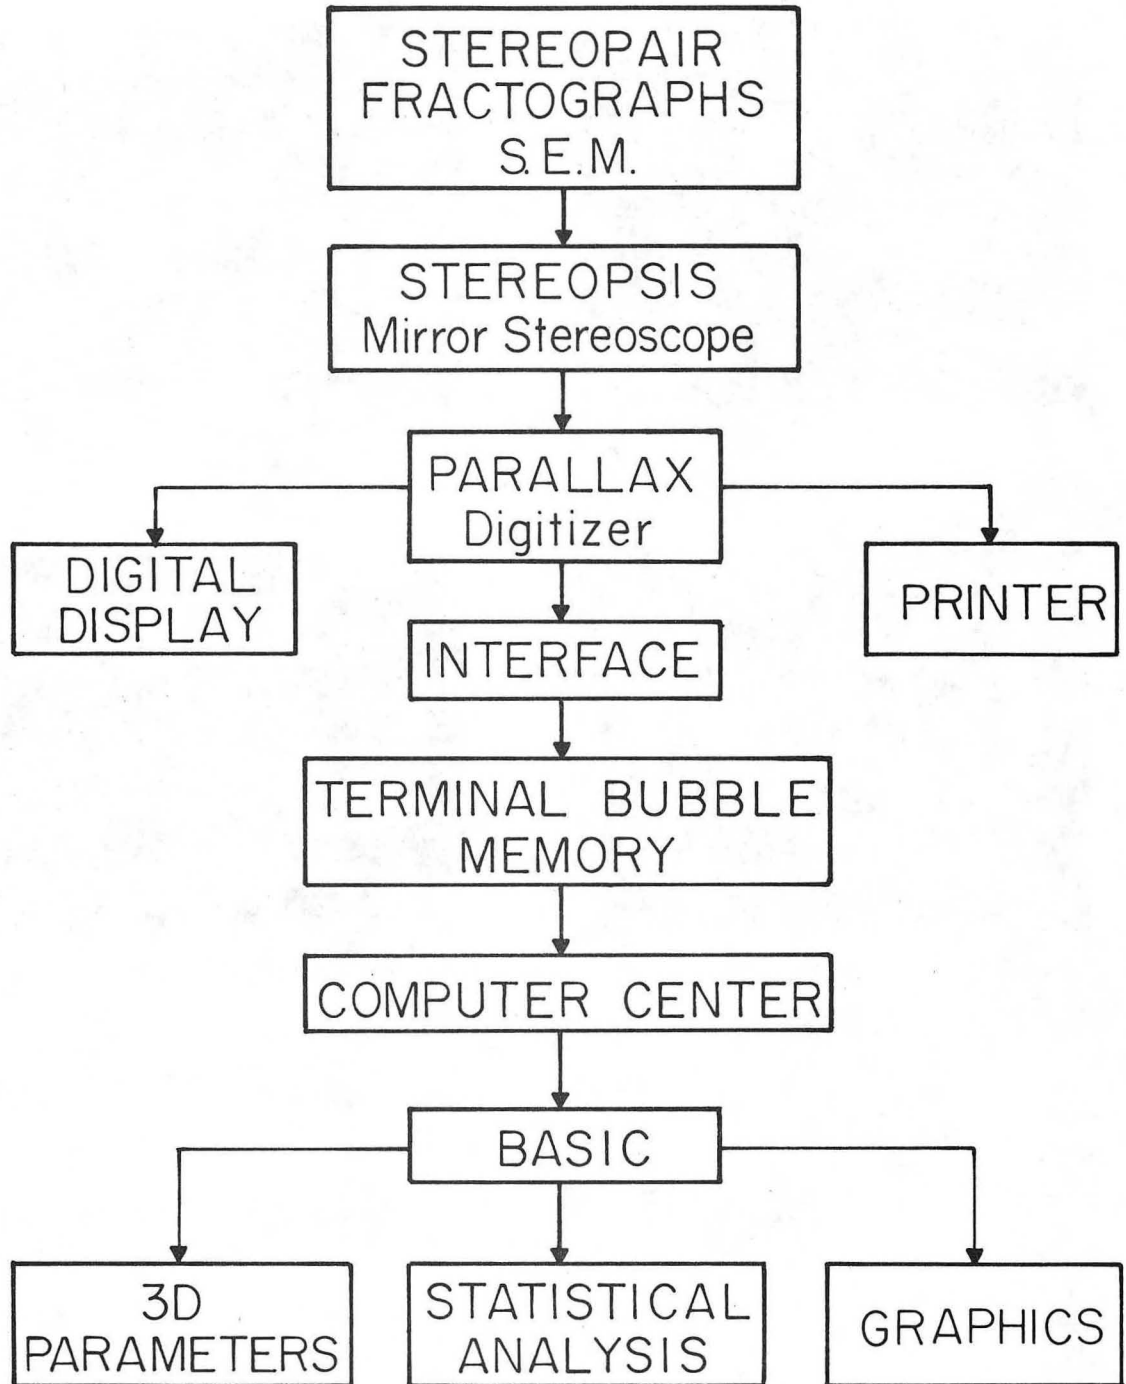 STEREOPAIR
FRACTOGRAPHS
S.E.M.
STEREOPSIS
Mirror Stereoscope
PARALLAX
Digitizer
DIGITAL
DISPLAY
PRINTER
INTERFACE
TERMINAL BUBBLE
MEMORY
COMPUTER CENTER
BASIC
3D
PARAMETERS
STATISTICAL
ANALYSIS
GRAPHICS